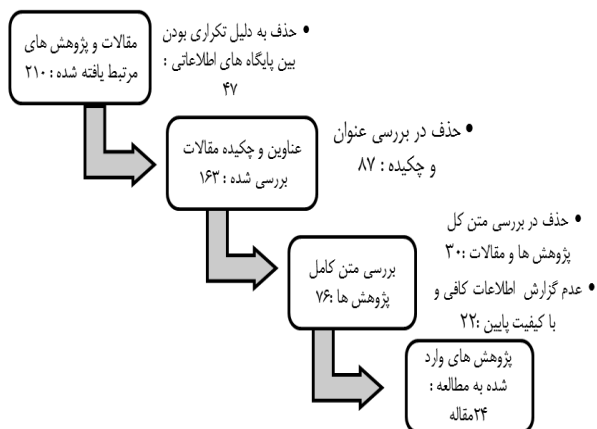 مقالات و پژوهش های
مرتبط یافته شده : ۲۱۰
• حذف به دلیل تکراری بودن
بین پایگاه های اطلاعاتی :
۴۷
عناوین و چکیده مقالات
بررسی شده : ۱۶۳
• حذف در بررسی عنوان
و چکیده : ۸۷
بررسی متن کامل
پژوهش ها :۷۶
• حذف در بررسی متن کل
پژوهش ها و مقالات :۳۰
• عدم گزارش اطلاعات کافی و
با کیفیت پایین :۲۲
پژوهش های وارد
شده به مطالعه :
۲۴مقاله